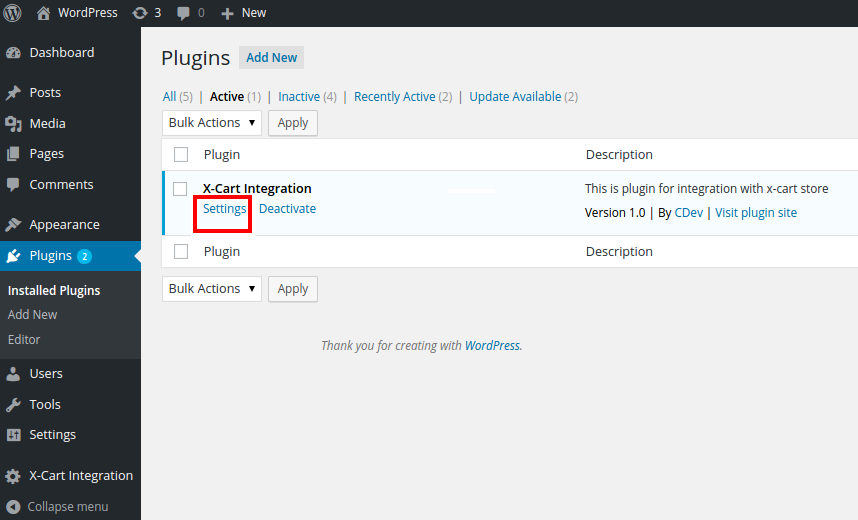 WordPress 3 0 + New
Dashboard
Posts
Media
Pages
Comments
Appearance
Plugins 2
Installed Plugins
Add New
Editor
Users
Tools
Settings
X-Cart Integration
Collapse menu
Plugins Add New
All (5) | Active (1) | Inactive (4) | Recently Active (2) | Update Available (2)
Bulk Actions Apply
Plugin Description
X-Cart Integration This is plugin for integration with x-cart store
Settings Deactivate Version 1.0 | By CDev | Visit plugin site
Plugin Description
Bulk Actions Apply
Thank you for creating with WordPress.